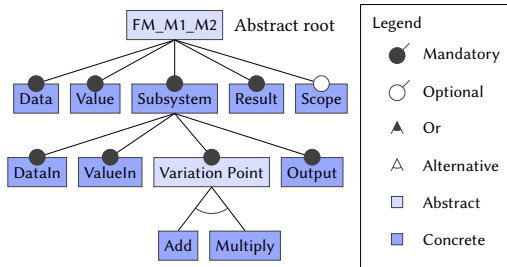 FM_M1_M2 Abstract root
Data Value Subsystem Result Scope
DataIn ValueIn Variation Point Output
Add Multiply
Legend
Mandatory
Optional
Or
Alternative
Abstract
Concrete